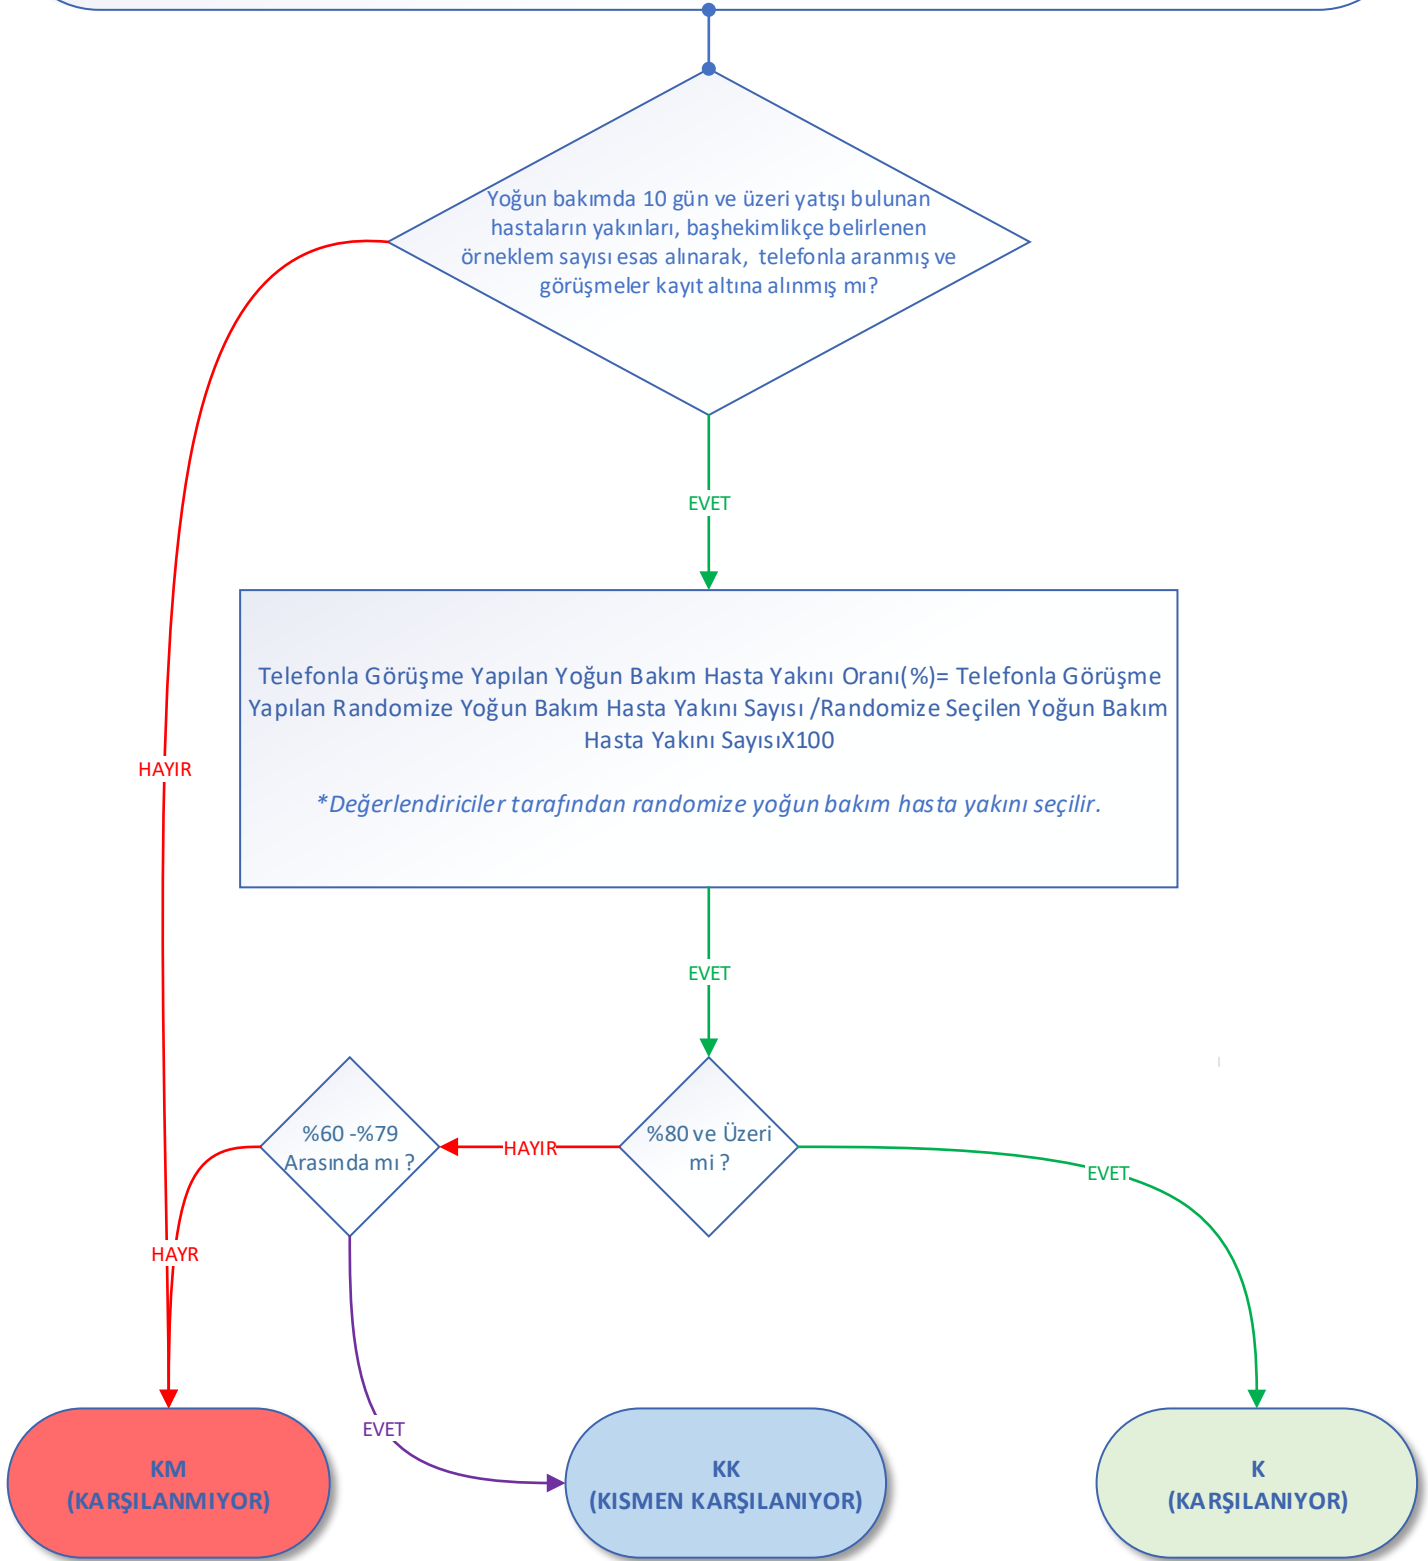 Yoğun bakımda 10 gün ve üzeri yatışı bulunan
hastaların yakınları, başhekimlikçe belirlenen
örneklem sayısı esas alınarak, telefonla aranmış ve
görüşmeler kayıt altına alınmış mı?
EVET
Telefonla Görüşme Yapılan Yoğun Bakım Hasta Yakını Oranı(%)= Telefonla Görüşme
Yapılan Randomize Yoğun Bakım Hasta Yakını Sayısı /Randomize Seçilen Yoğun Bakım
Hasta Yakını SayısıX100
HAYIR
*Değerlendiriciler tarafından randomize yoğun bakım hasta yakını seçilir.
EVET
%60 -%79
Arasında mı ?
HAYIR
%80 ve Üzeri
mi ?
EVET
HAYR
EVET
KM
(KARŞILANMIYOR)
KK
(KISMEN KARŞILANIYOR)
K
(KARŞILANIYOR)